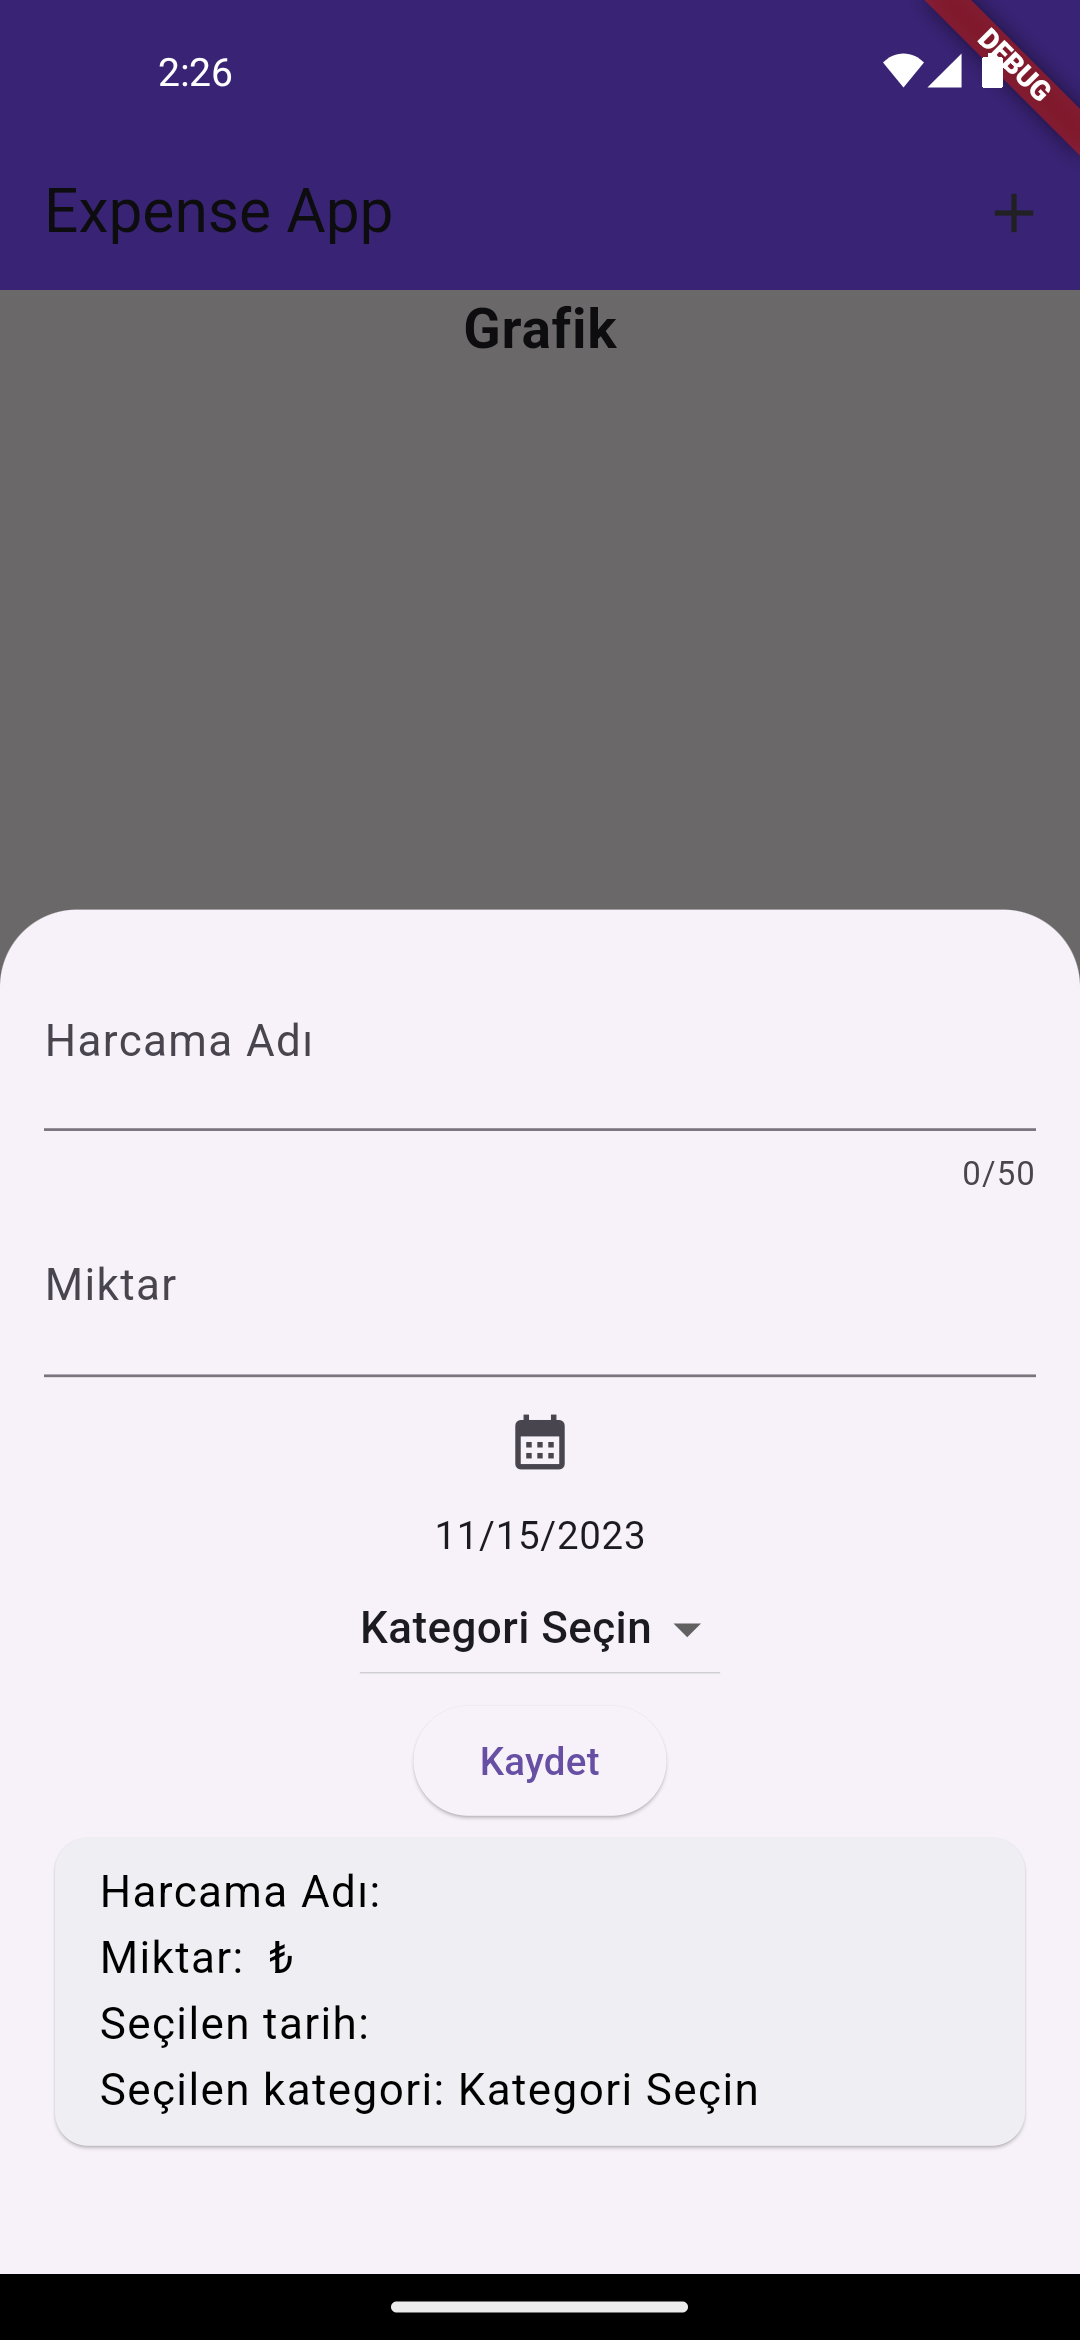 2:26
DEBUG
Expense App
+
Grafik
Harcama Adı
0/50
Miktar
11/15/2023
Kategori Seçin
Kaydet
Harcama Adı:
Miktar: ₺
Seçilen tarih:
Seçilen kategori: Kategori Seçin